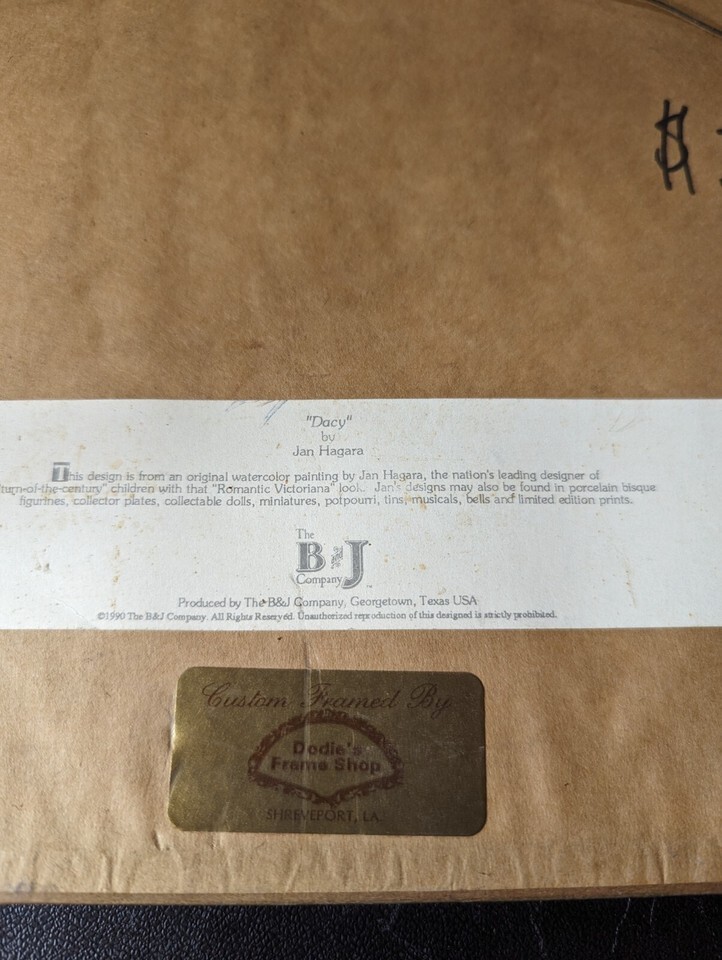 $
"Dacy"
by
Jan Hagara
This design is from an original watercolor painting by Jan Hagara, the nation's leading designer of
turn-of-the-century" children with that "Romantic Victoriana" look. Jan's designs may also be found in porcelain bisque
figurines, collector plates, collectable dolls, miniatures, potpourri, tins, musicals, bells and limited edition prints.
The
B&J
Company™
Produced by The B&J Company, Georgetown, Texas USA
©1990 The B&J Company. All Rights Reserved. Unauthorized reproduction of this designed is strictly prohibited.
Custom Framed By
Dodie's
Frame Shop
SHREVEPORT, LA.